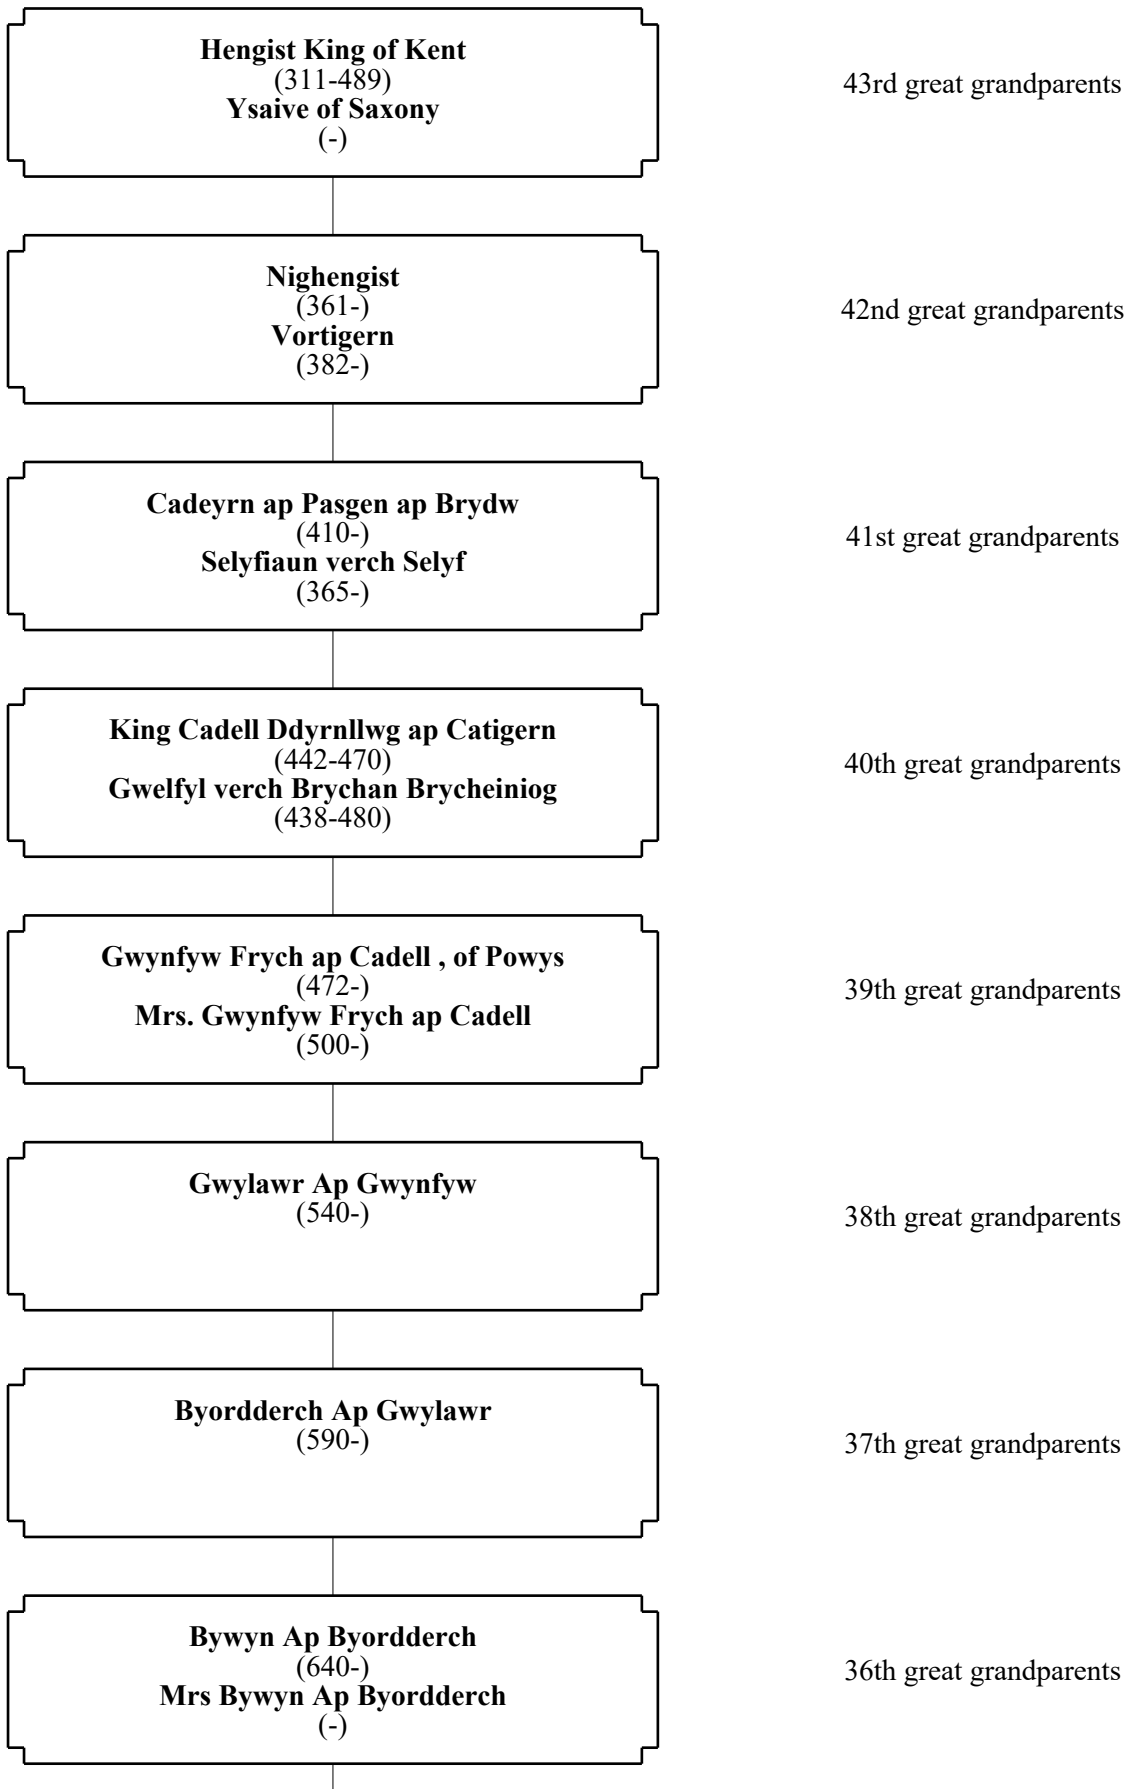 Hengist King of Kent
(311-489)
Ysaive of Saxony
(-)
43rd great grandparents
Nighengist
(361-)
Vortigern
(382-)
42nd great grandparents
Cadeyrn ap Pasgen ap Brydw
(410-)
Selyfiaun verch Selyf
(365-)
41st great grandparents
King Cadell Ddyrnllwg ap Catigern
(442-470)
Gwelfyl verch Brychan Brycheiniog
(438-480)
40th great grandparents
Gwynfyw Frych ap Cadell , of Powys
(472-)
Mrs. Gwynfyw Frych ap Cadell
(500-)
39th great grandparents
Gwylawr Ap Gwynfyw
(540-)
38th great grandparents
Byordderch Ap Gwylawr
(590-)
37th great grandparents
Bywyn Ap Byordderch
(640-)
Mrs Bywyn Ap Byordderch
(-)
36th great grandparents